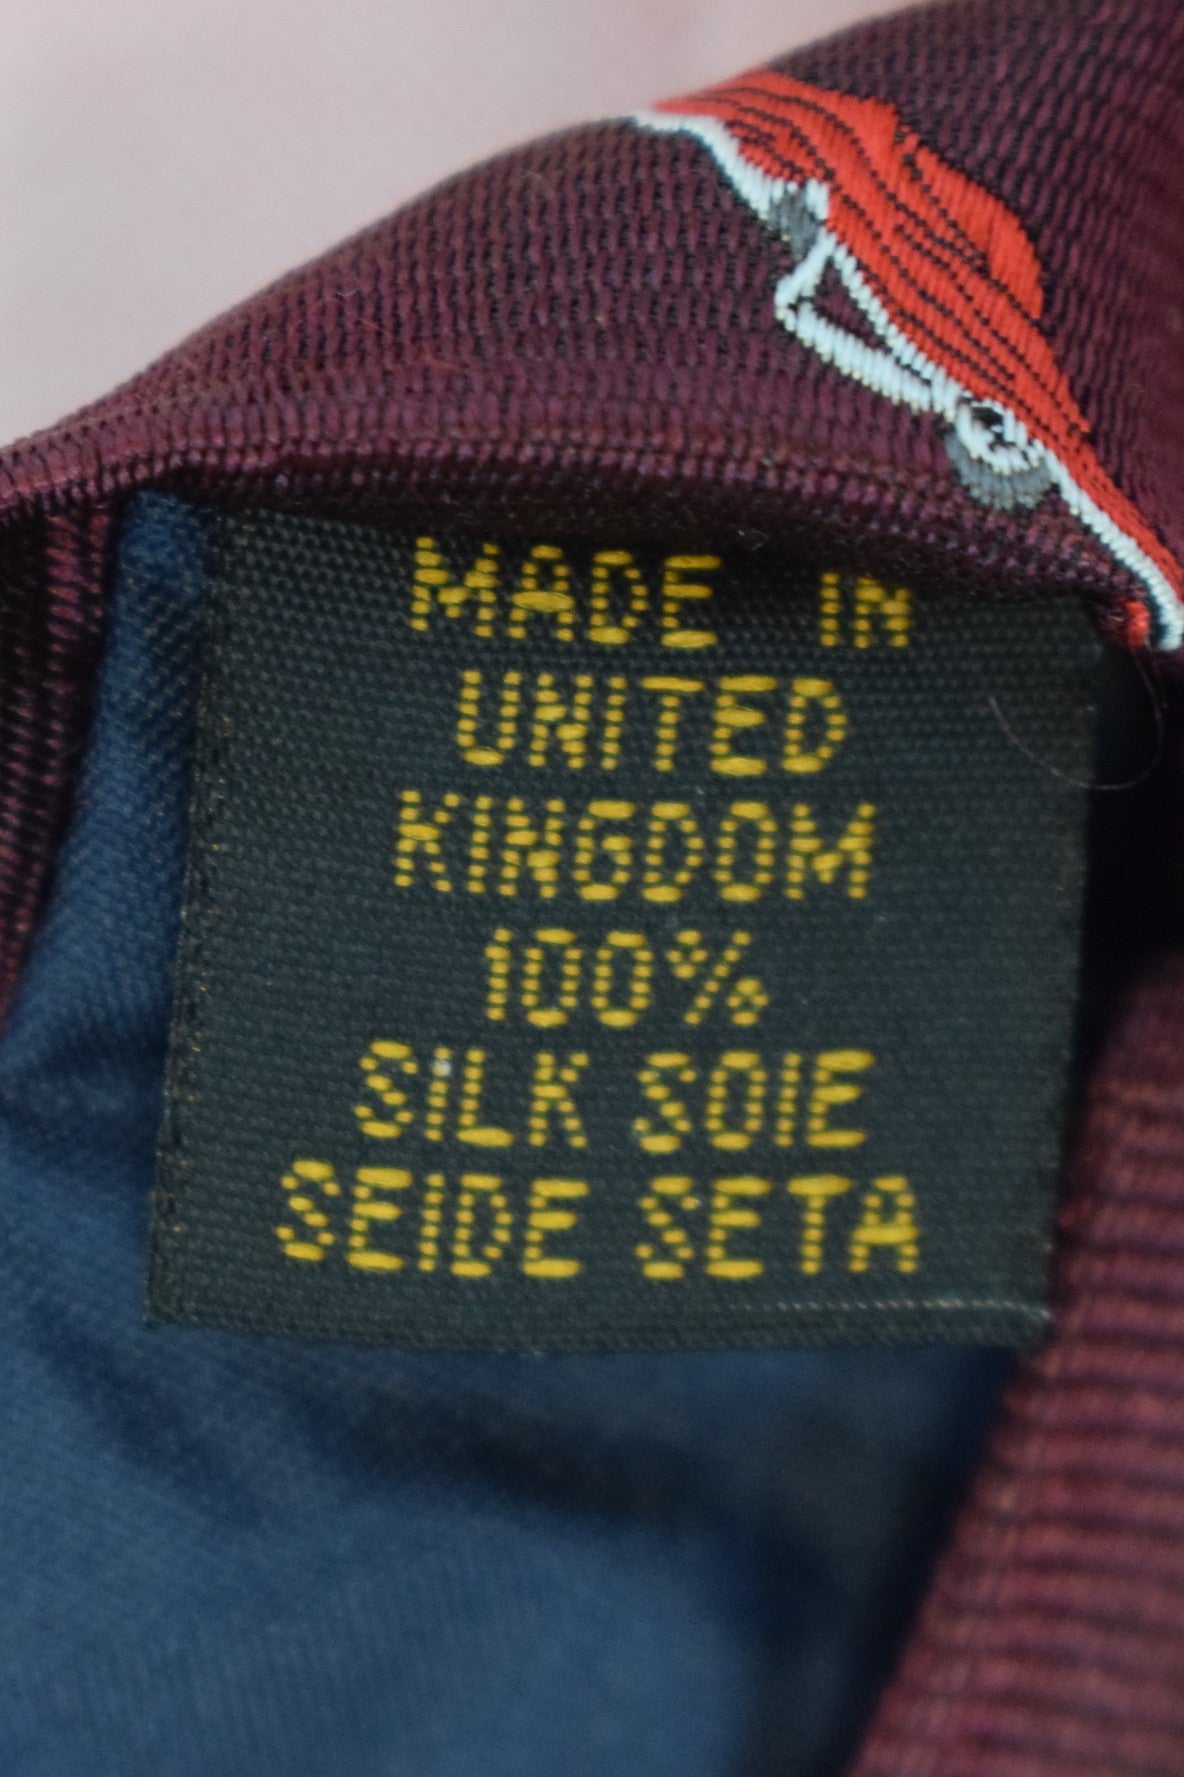 MADE IN
UNITED
KINGDOM
100%
SILK SOIE
SEIDE SETA